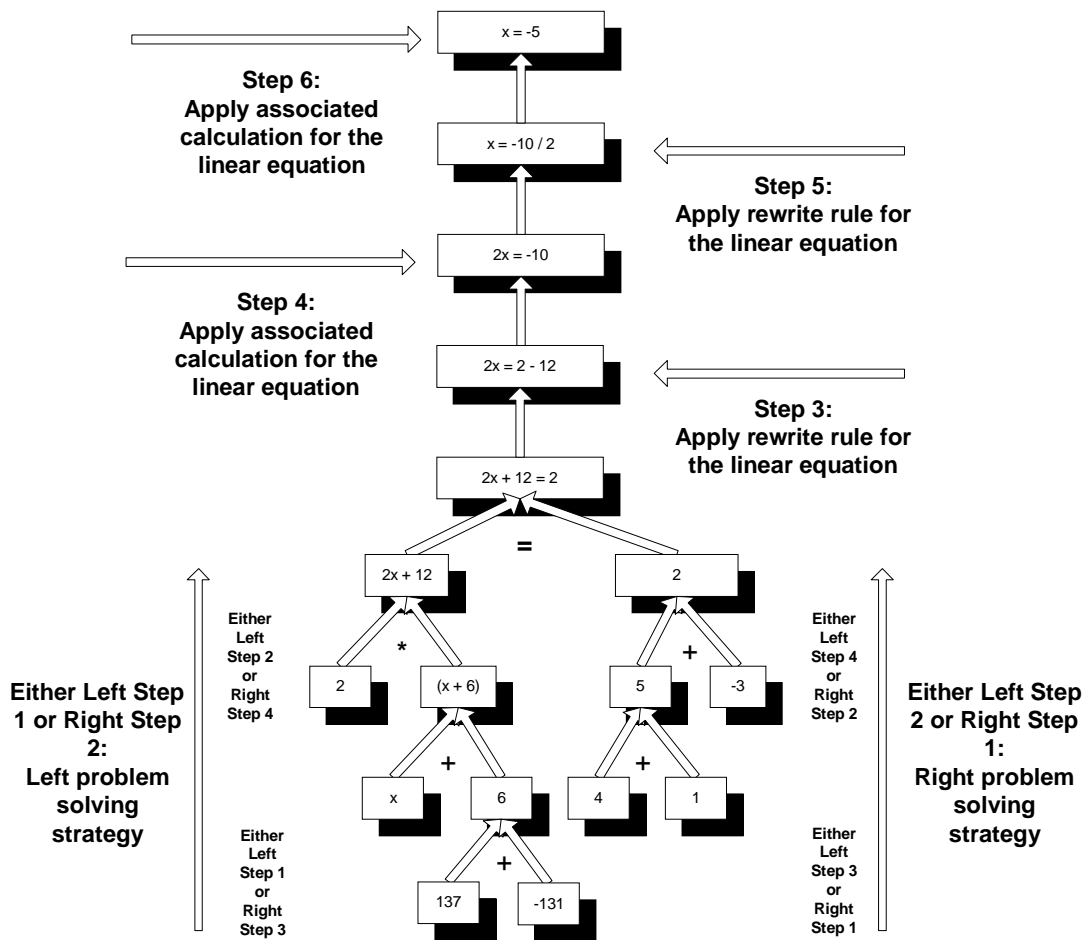 x = -5
Step 6:
Apply associated
calculation for the
linear equation
x = -10 / 2
Step 5:
Apply rewrite rule for
the linear equation
2x = -10
Step 4:
Apply associated
calculation for the
linear equation
2x = 2 - 12
Step 3:
Apply rewrite rule for
the linear equation
2x + 12 = 2
=
2x + 12
2
Either
Left
Step 2
or
Right
Step 4
*
2
(x + 6)
+
5
-3
Either
Left
Step 4
or
Right
Step 2
Either Left Step
1 or Right Step
2:
Left problem
solving
strategy
Either Left Step
2 or Right Step
1:
Right problem
solving
strategy
+
x
6
+
4
1
Either
Left
Step 1
or
Right
Step 3
+
137
-131
Either
Left
Step 3
or
Right
Step 1